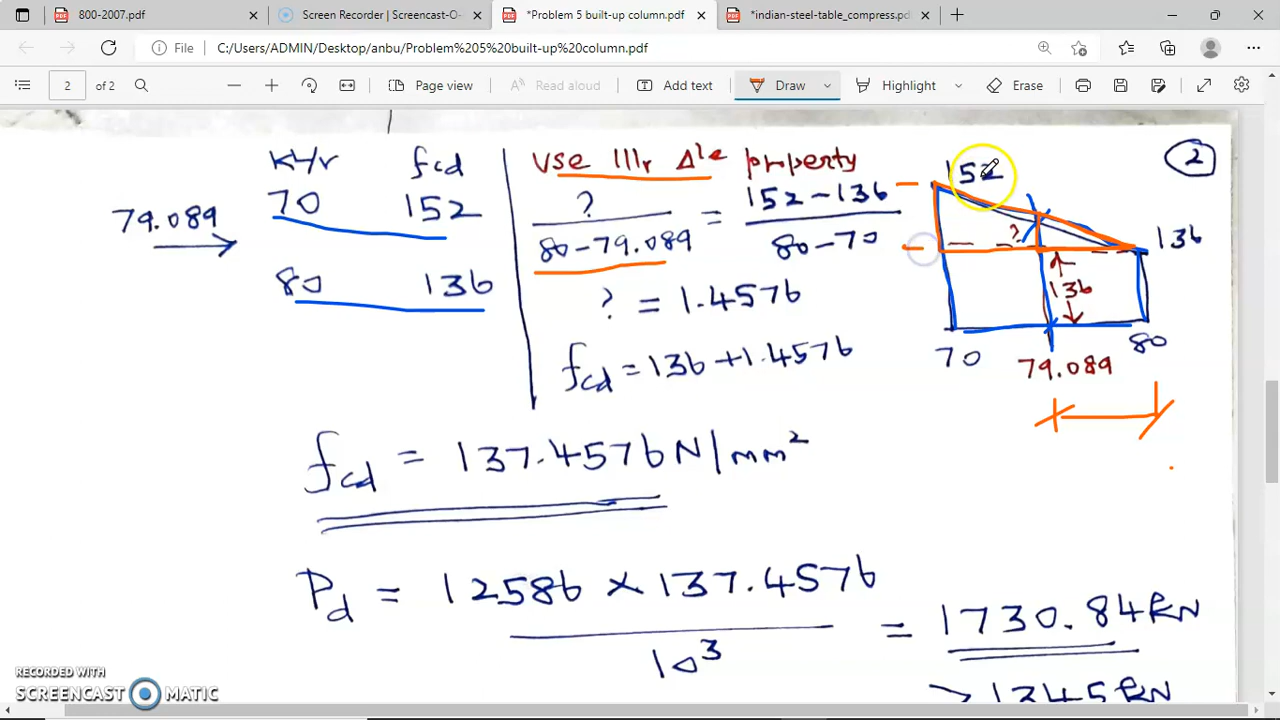 800-2007.pdf
Screen Recorder | Screencast-O-
*Problem 5 built-up column.pdf
*indian-steel-table_compress.pd
File
C:/Users/ADMIN/Desktop/anbu/Problem%205%20built-up%20column.pdf
2 of 2
Page view
Read aloud
Add text
Draw
Highlight
Erase
2
KL/r fcd
79.089
70 152
80 136
Use lllr Δle property
? / 80-79.089 = 152-136 / 80-70
? = 1.4576
fcd = 136+1.4576
152
?
136
136
70
79.089
80
fcd = 137.4576 N/mm²
Pd = 12586 × 137.4576 / 10³ = 1730.84 KN
> 1345 KN
RECORDED WITH
SCREENCAST MATIC